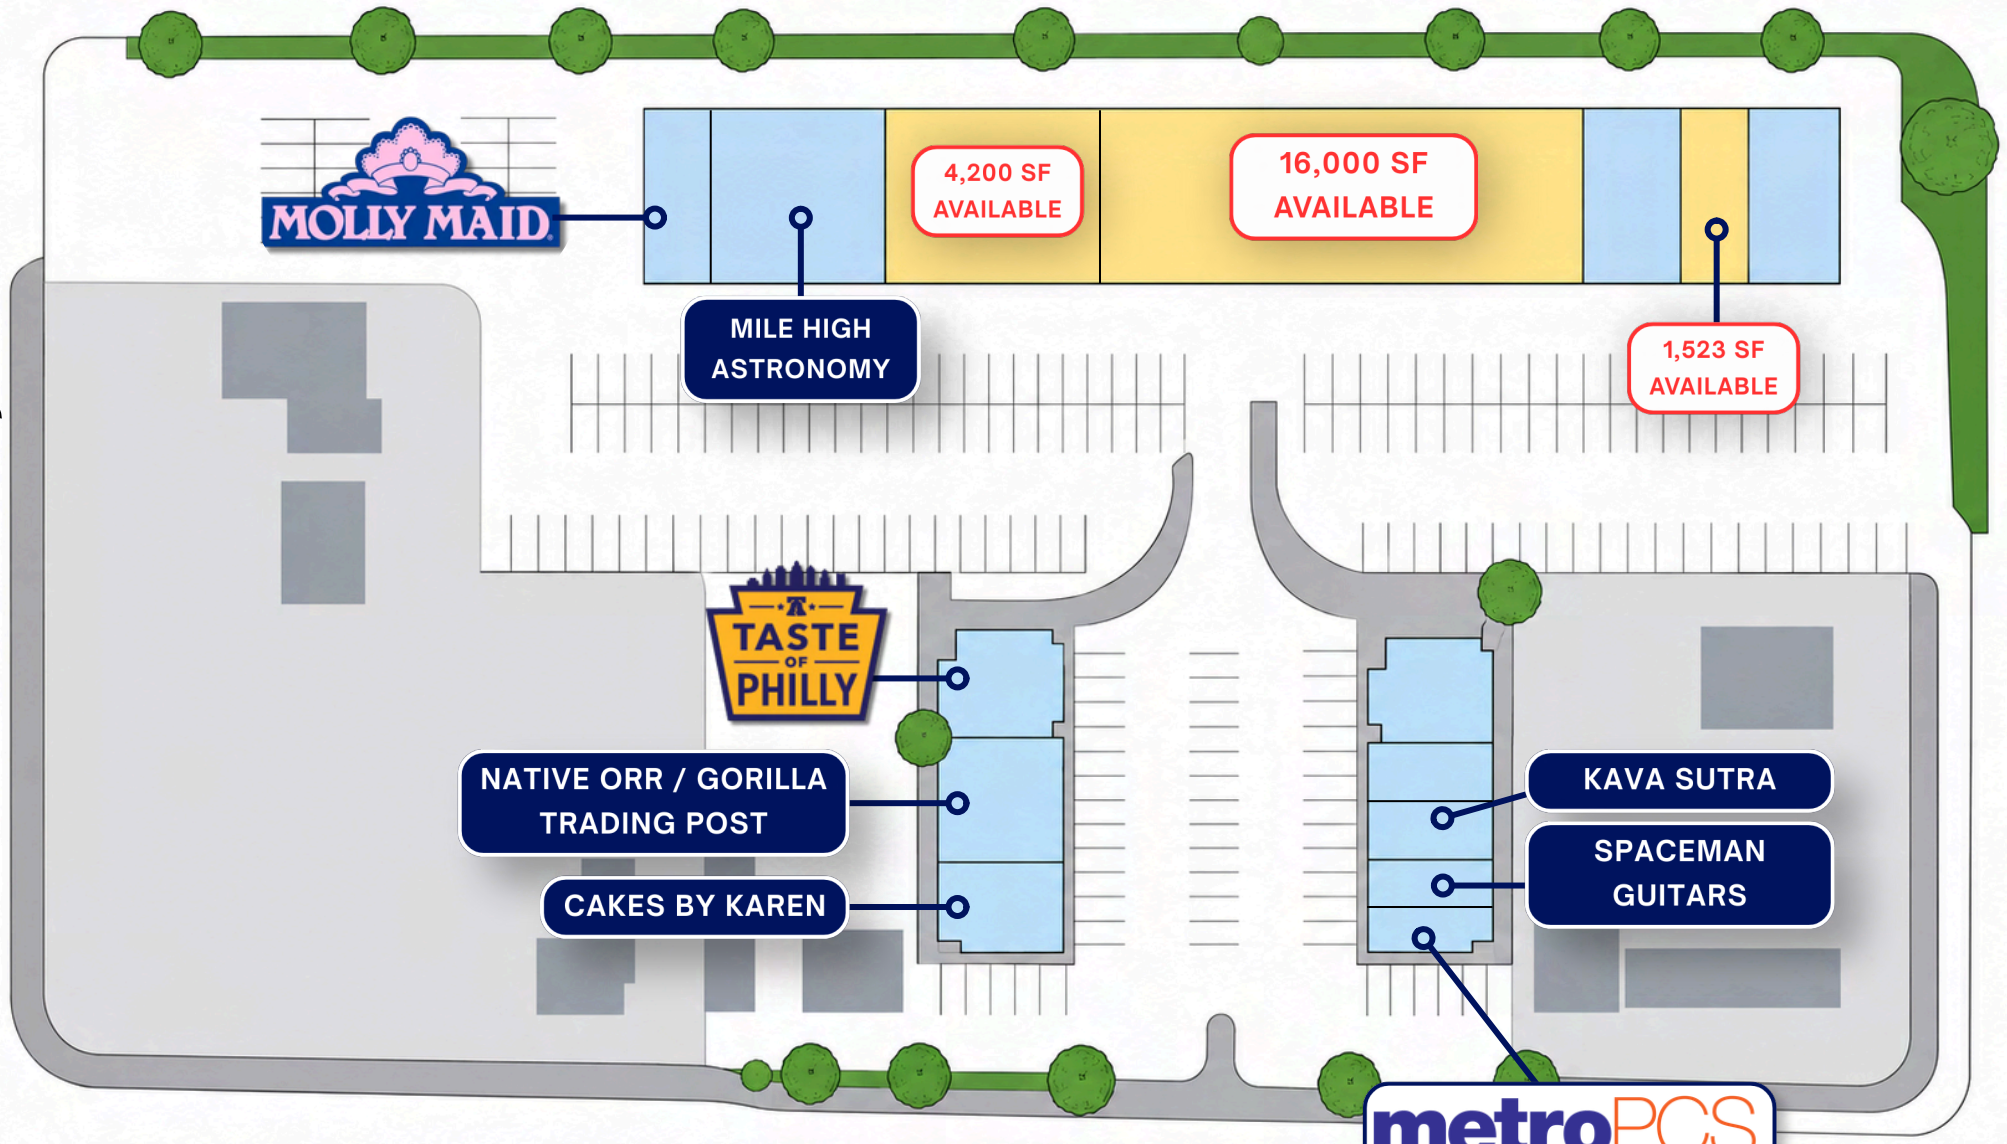 MOLLY MAID
MILE HIGH
ASTRONOMY
4,200 SF
AVAILABLE
16,000 SF
AVAILABLE
1,523 SF
AVAILABLE
TASTE
OF
PHILLY
NATIVE ORR / GORILLA
TRADING POST
CAKES BY KAREN
KAVA SUTRA
SPACEMAN
GUITARS
metroPCS